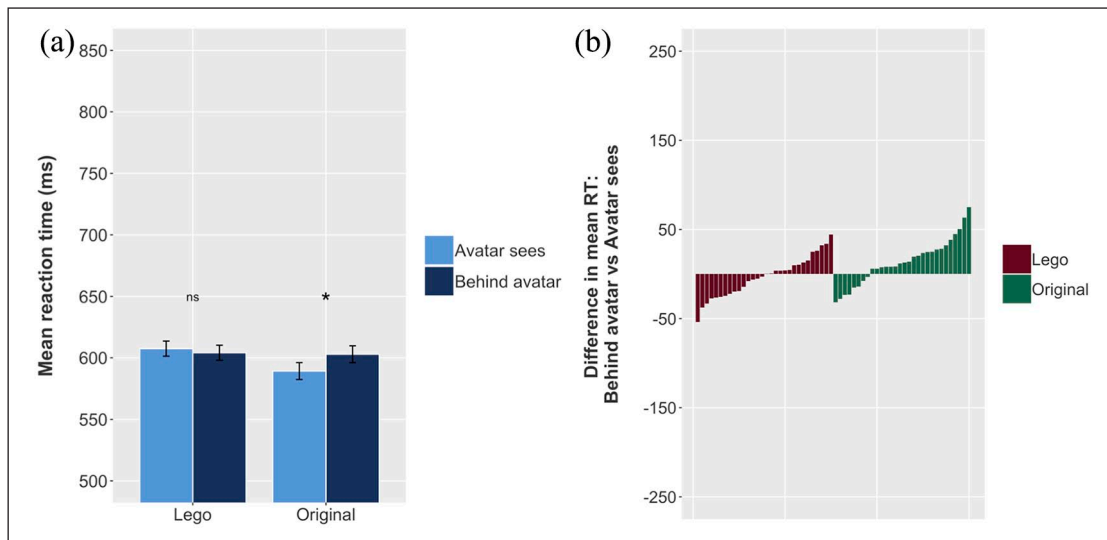 (a)
850
800
750
700
650
600
550
500
Mean reaction time (ms)
ns
*
Lego
Original
Avatar sees
Behind avatar
(b)
250
150
50
-50
-150
-250
Difference in mean RT:
Behind avatar vs Avatar sees
Lego
Original